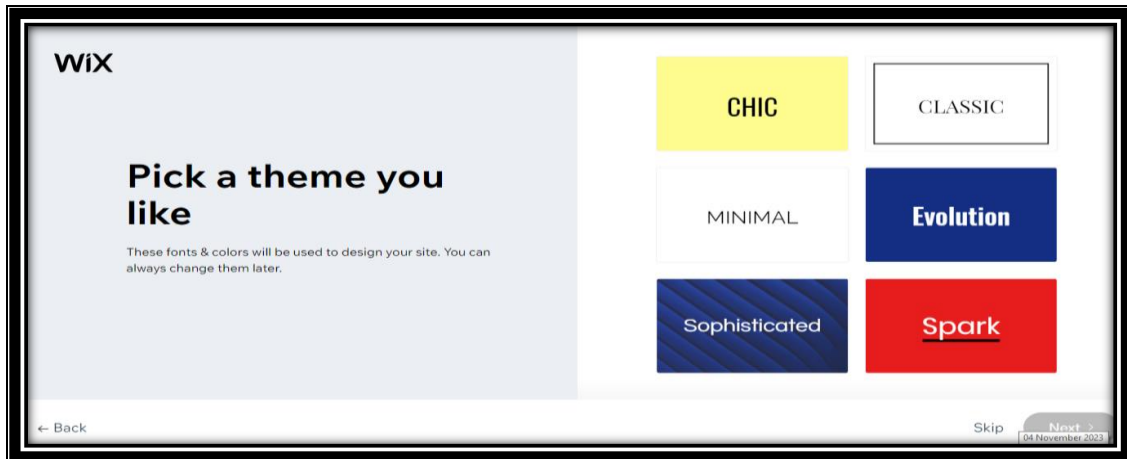 WiX
Pick a theme you
like
These fonts & colors will be used to design your site. You can
always change them later.
CHIC
CLASSIC
MINIMAL
Evolution
Sophisticated
Spark
← Back
Skip
Next >
04 November 2023